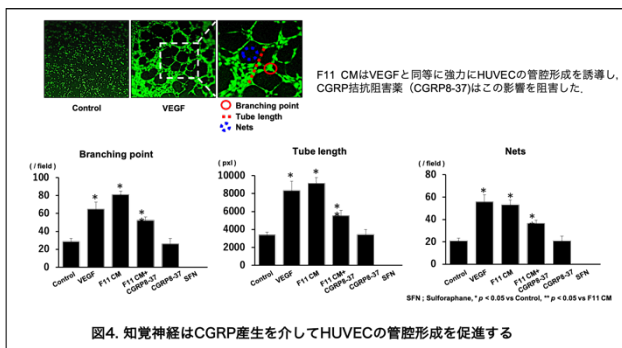 Control
VEGF
Branching point
Tube length
Nets
F11 CMはVEGFと同等に強力にHUVECの管腔形成を誘導し,
CGRP拮抗阻害薬（CGRP8-37)はこの影響を阻害した.
Branching point
( / field )
100
80
60
40
20
0
*
*
*
*
Control
VEGF
F11 CM
F11 CM+
CGRP8-37
CGRP8-37
SFN
Tube length
( pxl )
10000
8000
6000
4000
2000
0
*
*
*
*
Control
VEGF
F11 CM
F11 CM+
CGRP8-37
CGRP8-37
SFN
Nets
( / field )
80
60
40
20
0
*
*
*
*
Control
VEGF
F11 CM
F11 CM+
CGRP8-37
CGRP8-37
SFN
SFN ; Sulforaphane, * p < 0.05 vs Control, ** p < 0.05 vs F11 CM
図4. 知覚神経はCGRP産生を介してHUVECの管腔形成を促進する